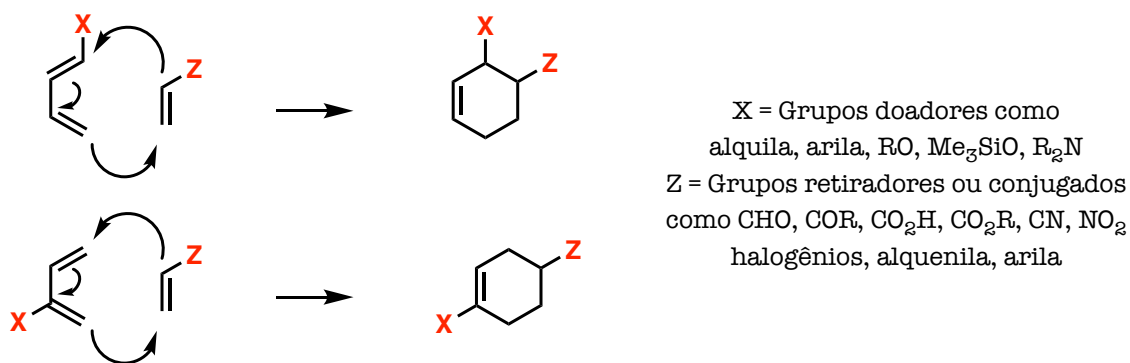 X
Z
X
Z
X = Grupos doadores como
alquila, arila, RO, Me₃SiO, R₂N
Z = Grupos retiradores ou conjugados
como CHO, COR, CO₂H, CO₂R, CN, NO₂
halogênios, alquenila, arila
Z
X
Z
X